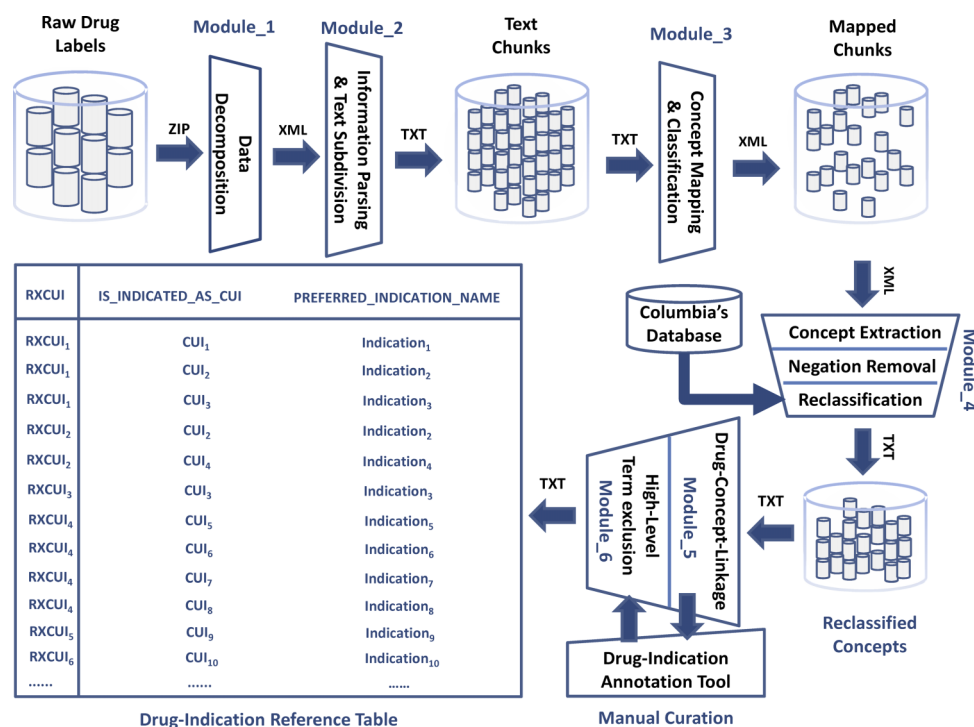 Raw Drug
Labels
Module_1
Module_2
Text
Chunks
Module_3
Mapped
Chunks
ZIP
Data
Decomposition
XML
Information Parsing
& Text Subdivision
TXT
TXT
Concept Mapping
& Classification
XML
XML
Columbia's
Database
Concept Extraction
Negation Removal
Reclassification
Module_4
TXT
Reclassified
Concepts
TXT
Drug-Concept-Linkage
Module_5
High-Level
Term exclusion
Module_6
TXT
Drug-Indication
Annotation Tool
Manual Curation
RXCUI IS_INDICATED_AS_CUI PREFERRED_INDICATION_NAME
RXCUI₁ CUI₁ Indication₁
RXCUI₁ CUI₂ Indication₂
RXCUI₁ CUI₃ Indication₃
RXCUI₂ CUI₂ Indication₂
RXCUI₂ CUI₄ Indication₄
RXCUI₃ CUI₃ Indication₃
RXCUI₄ CUI₅ Indication₅
RXCUI₄ CUI₆ Indication₆
RXCUI₄ CUI₇ Indication₇
RXCUI₄ CUI₈ Indication₈
RXCUI₅ CUI₉ Indication₉
RXCUI₆ CUI₁₀ Indication₁₀
...... ...... ......
Drug-Indication Reference Table